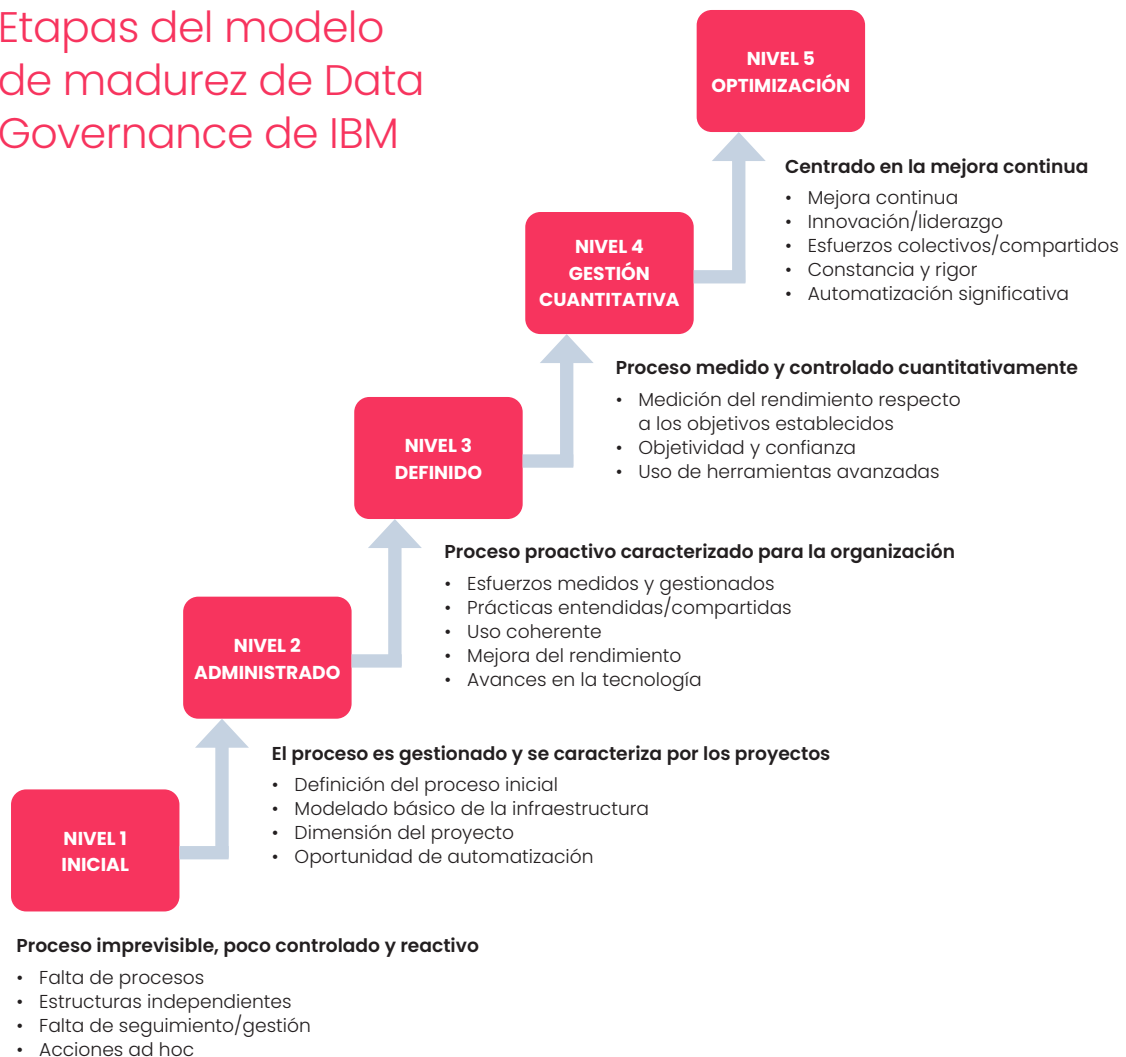 Etapas del modelo
de madurez de Data
Governance de IBM
NIVEL 5
OPTIMIZACIÓN
Centrado en la mejora continua
• Mejora continua
• Innovación/liderazgo
• Esfuerzos colectivos/compartidos
• Constancia y rigor
• Automatización significativa
NIVEL 4
GESTIÓN
CUANTITATIVA
Proceso medido y controlado cuantitativamente
• Medición del rendimiento respecto
a los objetivos establecidos
• Objetividad y confianza
• Uso de herramientas avanzadas
NIVEL 3
DEFINIDO
Proceso proactivo caracterizado para la organización
• Esfuerzos medidos y gestionados
• Prácticas entendidas/compartidas
• Uso coherente
• Mejora del rendimiento
• Avances en la tecnología
NIVEL 2
ADMINISTRADO
El proceso es gestionado y se caracteriza por los proyectos
• Definición del proceso inicial
• Modelado básico de la infraestructura
• Dimensión del proyecto
• Oportunidad de automatización
NIVEL 1
INICIAL
Proceso imprevisible, poco controlado y reactivo
• Falta de procesos
• Estructuras independientes
• Falta de seguimiento/gestión
• Acciones ad hoc